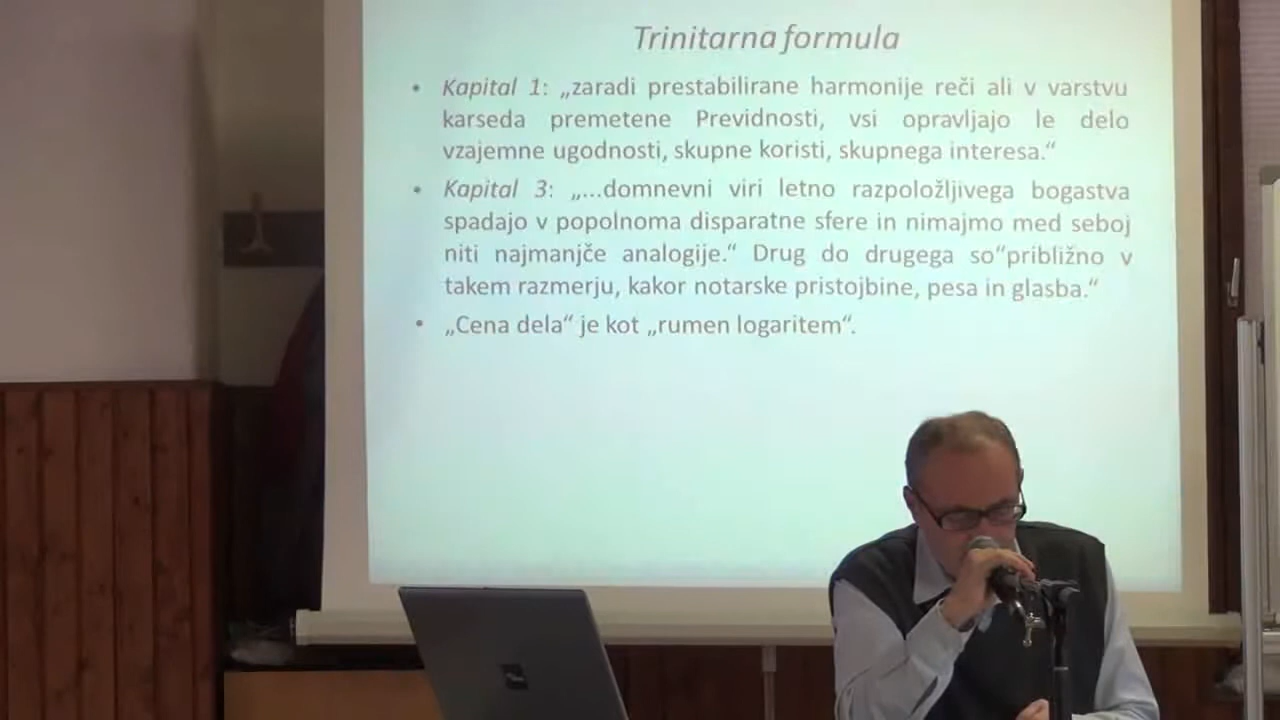 Trinitarna formula
• Kapital 1: „zaradi prestabilirane harmonije reči ali v varstvu
karseda premetene Previdnosti, vsi opravljajo le delo
vzajemne ugodnosti, skupne koristi, skupnega interesa.“
• Kapital 3: „...domnevni viri letno razpoložljivega bogastva
spadajo v popolnoma disparatne sfere in nimajmo med seboj
niti najmanjče analogije.“ Drug do drugega so“približno v
takem razmerju, kakor notarske pristojbine, pesa in glasba.“
• „Cena dela“ je kot „rumen logaritem“.